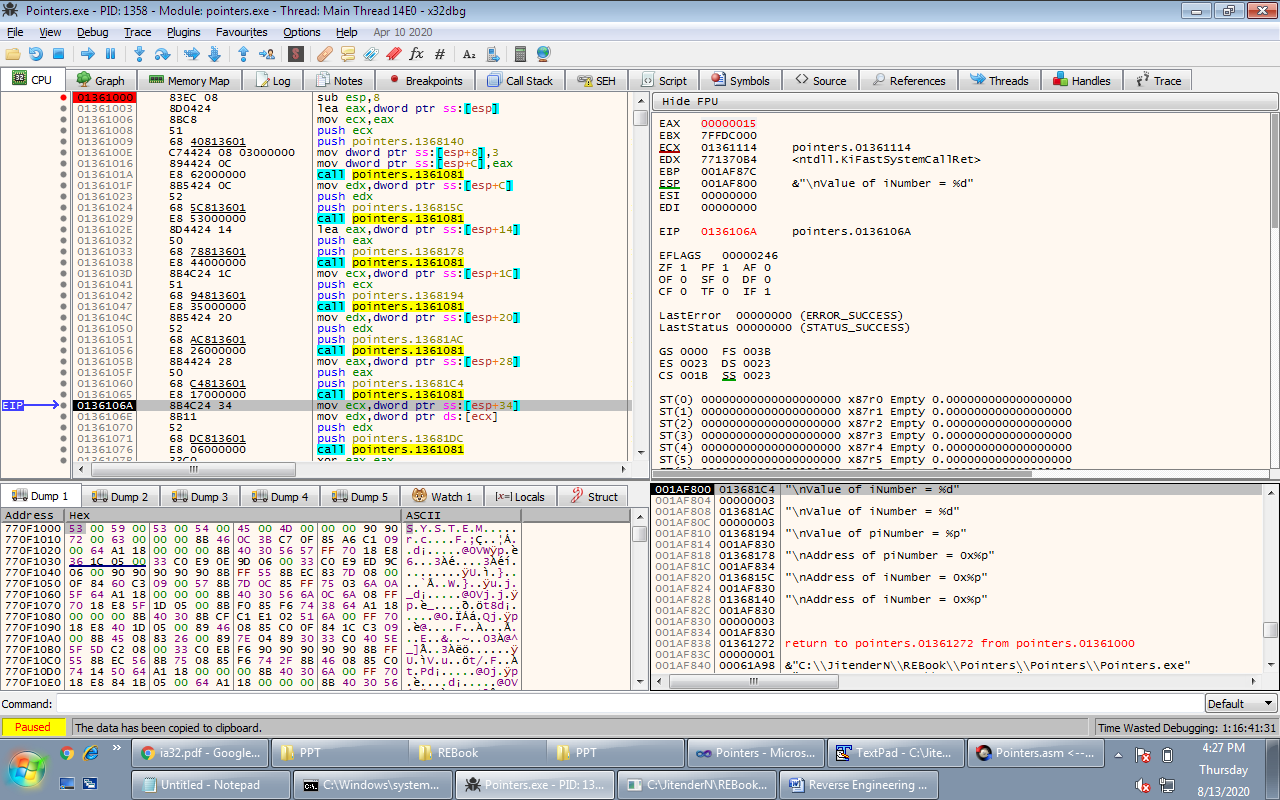 Pointers.exe - PID: 1358 - Module: pointers.exe - Thread: Main Thread 14E0 - x32dbg
File View Debug Trace Plugins Favourites Options Help Apr 10 2020
CPU Graph Memory Map Log Notes Breakpoints Call Stack SEH Script Symbols Source References Threads Handles Trace
01361000 83EC 08 sub esp,8
01361003 8D0424 lea eax,dword ptr ss:[esp]
01361006 8BC8 mov ecx,eax
01361008 51 push ecx
01361009 68 40813601 push pointers.1368140
0136100E C74424 08 03000000 mov dword ptr ss:[esp+8],3
01361016 894424 0C mov dword ptr ss:[esp+C],eax
0136101A E8 62000000 call pointers.1361081
0136101F 8B5424 0C mov edx,dword ptr ss:[esp+C]
01361023 52 push edx
01361024 68 5C813601 push pointers.136815C
01361029 E8 53000000 call pointers.1361081
0136102E 8D4424 14 lea eax,dword ptr ss:[esp+14]
01361032 50 push eax
01361033 68 78813601 push pointers.1368178
01361038 E8 44000000 call pointers.1361081
0136103D 8B4C24 1C mov ecx,dword ptr ss:[esp+1C]
01361041 51 push ecx
01361042 68 94813601 push pointers.1368194
01361047 E8 35000000 call pointers.1361081
0136104C 8B5424 20 mov edx,dword ptr ss:[esp+20]
01361050 52 push edx
01361051 68 AC813601 push pointers.13681AC
01361056 E8 26000000 call pointers.1361081
0136105B 8B4424 28 mov eax,dword ptr ss:[esp+28]
0136105F 50 push eax
01361060 68 C4813601 push pointers.13681C4
01361065 E8 17000000 call pointers.1361081
EIP 0136106A 8B4C24 34 mov ecx,dword ptr ss:[esp+34]
0136106E 8B11 mov edx,dword ptr ds:[ecx]
01361070 52 push edx
01361071 68 DC813601 push pointers.13681DC
01361076 E8 06000000 call pointers.1361081
Hide FPU
EAX 00000015
EBX 7FFDC000
ECX 01361114 pointers.01361114
EDX 771370B4 <ntdll.KiFastSystemCallRet>
EBP 001AF87C
ESP 001AF800 &"\nValue of iNumber = %d"
ESI 00000000
EDI 00000000
EIP 0136106A pointers.0136106A
EFLAGS 00000246
ZF 1 PF 1 AF 0
OF 0 SF 0 DF 0
CF 0 TF 0 IF 1
LastError 00000000 (ERROR_SUCCESS)
LastStatus 00000000 (STATUS_SUCCESS)
GS 0000 FS 003B
ES 0023 DS 0023
CS 001B SS 0023
ST(0) 00000000000000000000 x87r0 Empty 0.000000000000000000
ST(1) 00000000000000000000 x87r1 Empty 0.000000000000000000
ST(2) 00000000000000000000 x87r2 Empty 0.000000000000000000
ST(3) 00000000000000000000 x87r3 Empty 0.000000000000000000
ST(4) 00000000000000000000 x87r4 Empty 0.000000000000000000
ST(5) 00000000000000000000 x87r5 Empty 0.000000000000000000
Dump 1 Dump 2 Dump 3 Dump 4 Dump 5 Watch 1 [x=] Locals Struct
Address Hex ASCII
770F1000 53 00 59 00 53 00 54 00 45 00 4D 00 00 00 90 90 S.Y.S.T.E.M.....
770F1010 72 00 63 00 00 00 8B 46 0C 3B C7 0F 85 A6 C1 09
770F1020 00 64 A1 18 00 00 00 8B 40 30 56 57 FF 70 18 E8
770F1030 36 1C 05 00 33 C0 E9 0E 9D 06 00 33 C0 E9 ED 9C
770F1040 06 00 90 90 90 90 90 8B FF 55 8B EC 83 7D 08 00
770F1050 0F 84 60 C3 09 00 57 8B 7D 0C 85 FF 75 03 6A 0A
770F1060 5F 64 A1 18 00 00 00 8B 40 30 56 6A 0C 6A 08 FF
770F1070 70 18 E8 5F 1D 05 00 8B F0 85 F6 74 38 64 A1 18
770F1080 00 00 00 8B 40 30 8B CF C1 E1 02 51 6A 00 FF 70
770F1090 18 E8 40 1D 05 00 89 46 08 85 C0 0F 84 1C C3 09
770F10A0 00 8B 45 08 83 26 00 89 7E 04 89 30 33 C0 40 5E
770F10B0 5F 5D C2 08 00 33 C0 EB F6 90 90 90 90 90 8B FF
770F10C0 55 8B EC 56 8B 75 08 85 F6 74 2F 8B 46 08 85 C0
770F10D0 74 14 50 64 A1 18 00 00 00 8B 40 30 6A 00 FF 70
770F10E0 18 E8 84 1B 05 00 64 A1 18 00 00 00 8B 40 30 56
001AF800 013681C4 "\nValue of iNumber = %d"
001AF804 00000003
001AF808 013681AC "\nValue of iNumber = %d"
001AF80C 00000003
001AF810 01368194 "\nValue of piNumber = %p"
001AF814 001AF830
001AF818 01368178 "\nAddress of piNumber = 0x%p"
001AF81C 001AF834
001AF820 0136815C "\nAddress of iNumber = 0x%p"
001AF824 001AF830
001AF828 01368140 "\nAddress of iNumber = 0x%p"
001AF82C 001AF830
001AF830 00000003
001AF834 001AF830
001AF838 01361272 return to pointers.01361272 from pointers.01361000
001AF83C 00000001
001AF840 00061A98 &"C:\\JitenderN\\REBook\\Pointers\\Pointers\\Pointers.exe"
Command: Default
Paused The data has been copied to clipboard. Time Wasted Debugging: 1:16:41:31
ia32.pdf - Google... PPT REBook PPT Pointers - Micros... TextPad - C:\Jite... Pointers.asm <--...
4:27 PM
Thursday
8/13/2020
Untitled - Notepad C:\Windows\system... Pointers.exe - PID: 13... C:\JitenderN\REBook... Reverse Engineering ...